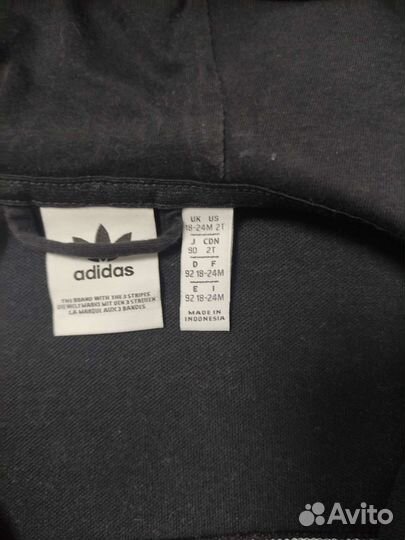 adidas
THE BRAND WITH THE 3 STRIPES
DIE WELTMARKE MIT DEN 3 STREIFEN
LA MARQUE AUX 3 BANDES
UK US
18-24M 2T
J CDN
90 2T
D F
92 18-24M
E I
92 18-24M
MADE IN
INDONESIA
Avito